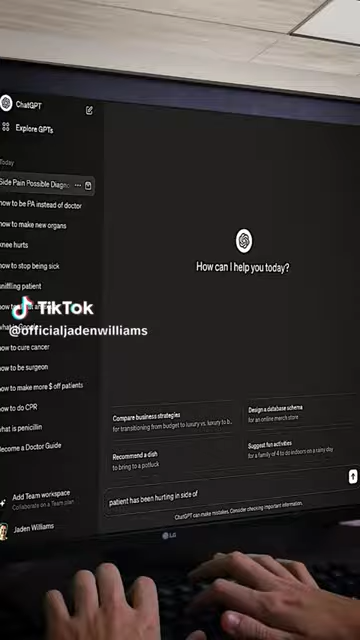 ChatGPT
Explore GPTs
Today
Side Pain Possible Diagno
how to be PA instead of doctor
how to make new organs
knee hurts
how to stop being sick
sniffling patient
TikTok
@officialjadenwilliams
how to cure cancer
how to be surgeon
how to make more $ off patients
how to do CPR
what is penicillin
Become a Doctor Guide
Add Team workspace
Collaborate on a Team plan
Jaden Williams
How can I help you today?
Compare business strategies
for transitioning from budget to luxury vs. luxury to b...
Design a database schema
for an online merch store
Recommend a dish
to bring to a potluck
Suggest fun activities
for a family of 4 to do indoors on a rainy day
patient has been hurting in side of
ChatGPT can make mistakes. Consider checking important information.
LG